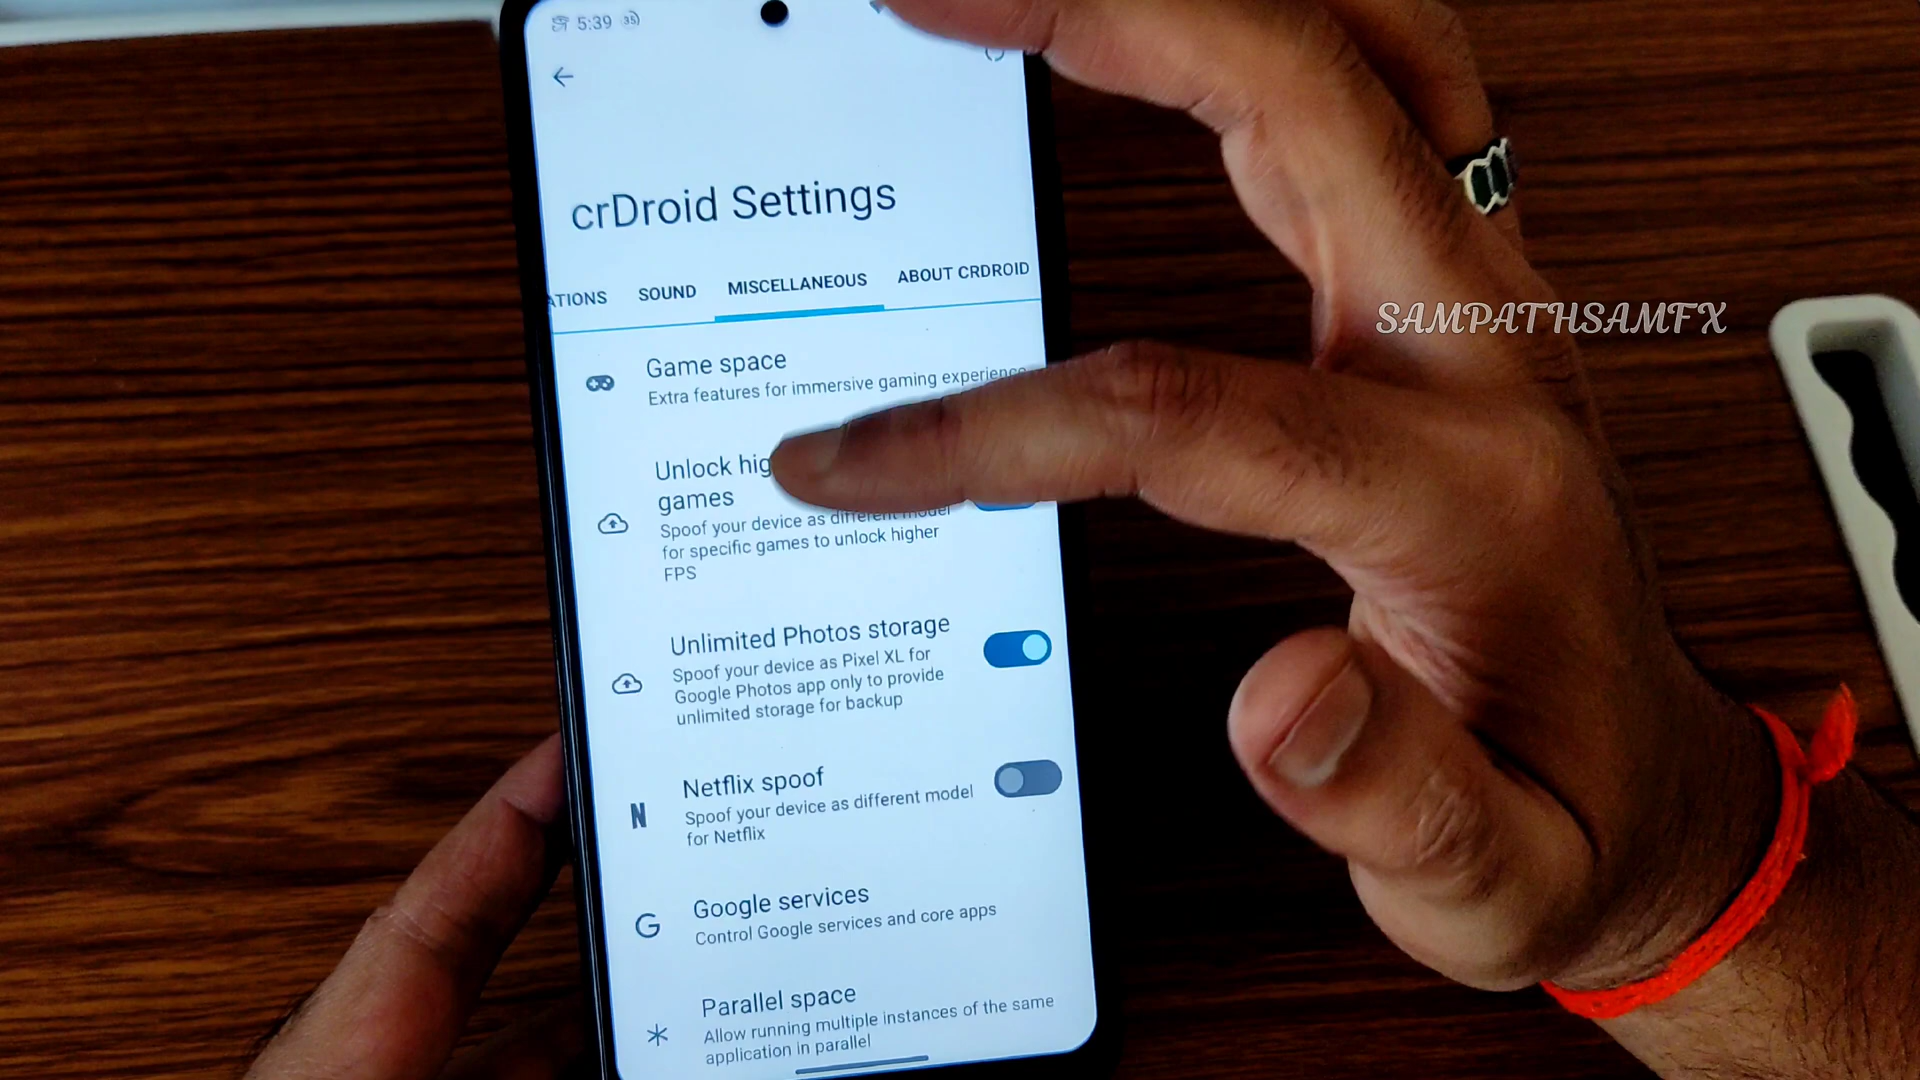 5:39 35
crDroid Settings
ATIONS SOUND MISCELLANEOUS ABOUT CRDROID
Game space
Extra features for immersive gaming experience
SAMPATHSAMFX
Unlock hig
games
Spoof your device as different model
for specific games to unlock higher
FPS
Unlimited Photos storage
Spoof your device as Pixel XL for
Google Photos app only to provide
unlimited storage for backup
Netflix spoof
Spoof your device as different model
for Netflix
Google services
Control Google services and core apps
Parallel space
Allow running multiple instances of the same
application in parallel